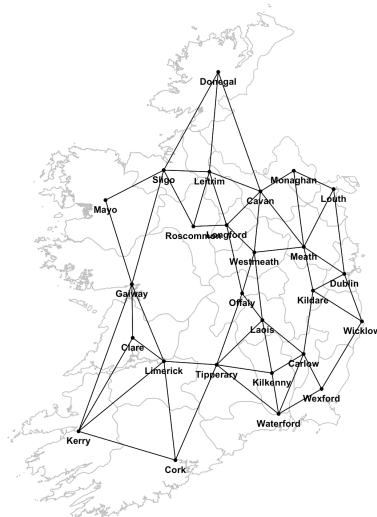 Donegal
Sligo
Leitrim
Cavan
Monaghan
Louth
Mayo
Roscommon
Longford
Westmeath
Meath
Dublin
Galway
Offaly
Kildare
Laois
Wicklow
Clare
Limerick
Tipperary
Kilkenny
Carlow
Wexford
Waterford
Kerry
Cork